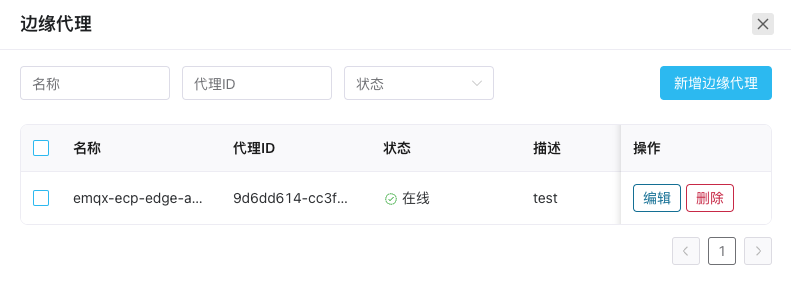 边缘代理
名称 代理ID 状态 新增边缘代理
名称 代理ID 状态 描述 操作
emqx-ecp-edge-a... 9d6dd614-cc3f... 在线 test 编辑 删除
1